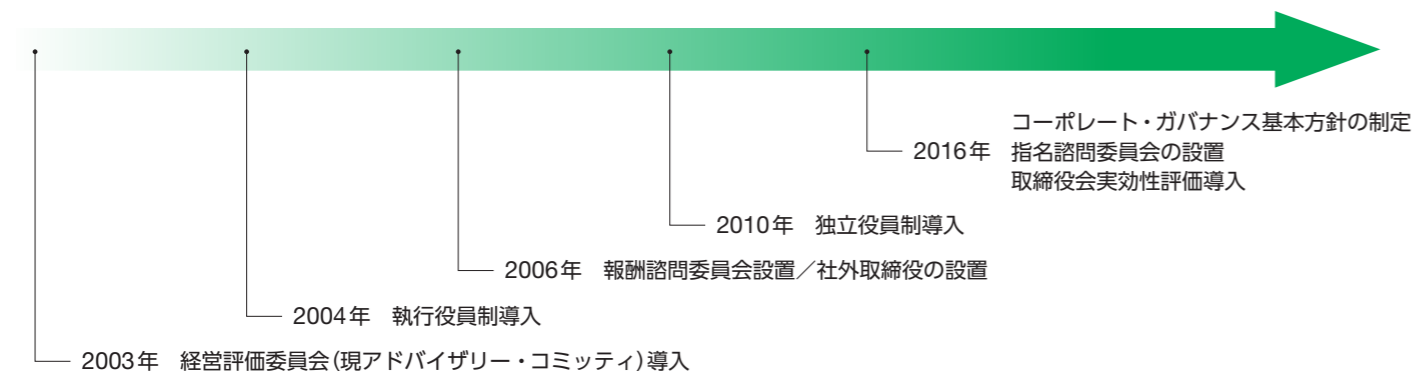 コーポレート・ガバナンス基本方針の制定
2016年 指名諮問委員会の設置
取締役会実効性評価導入
2010年 独立役員制導入
2006年 報酬諮問委員会設置／社外取締役の設置
2004年 執行役員制導入
2003年 経営評価委員会(現アドバイザリー・コミッティ)導入